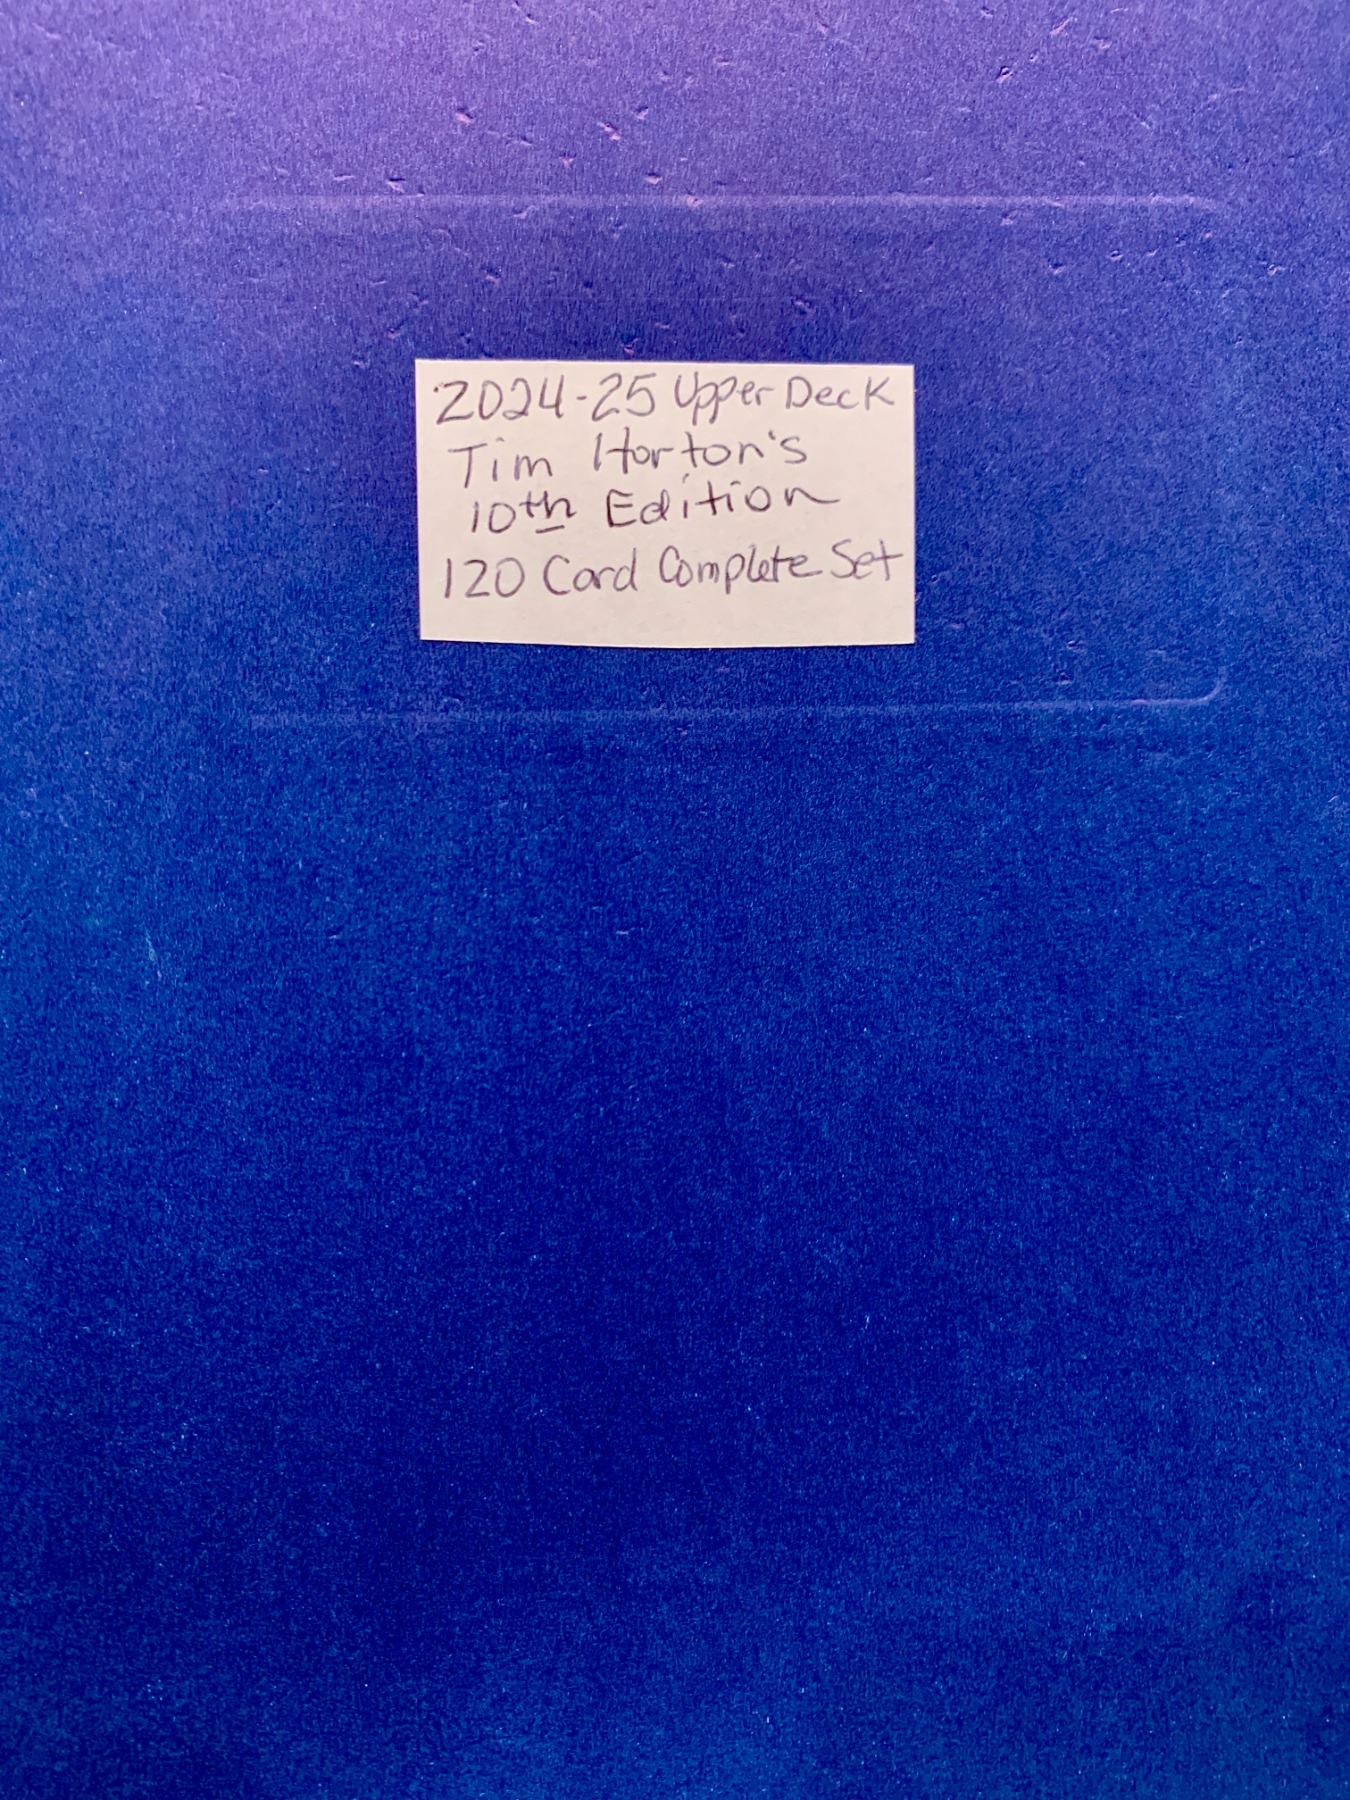 2024-25 Upper Deck
Tim Horton's
10th Edition
120 Card Complete Set